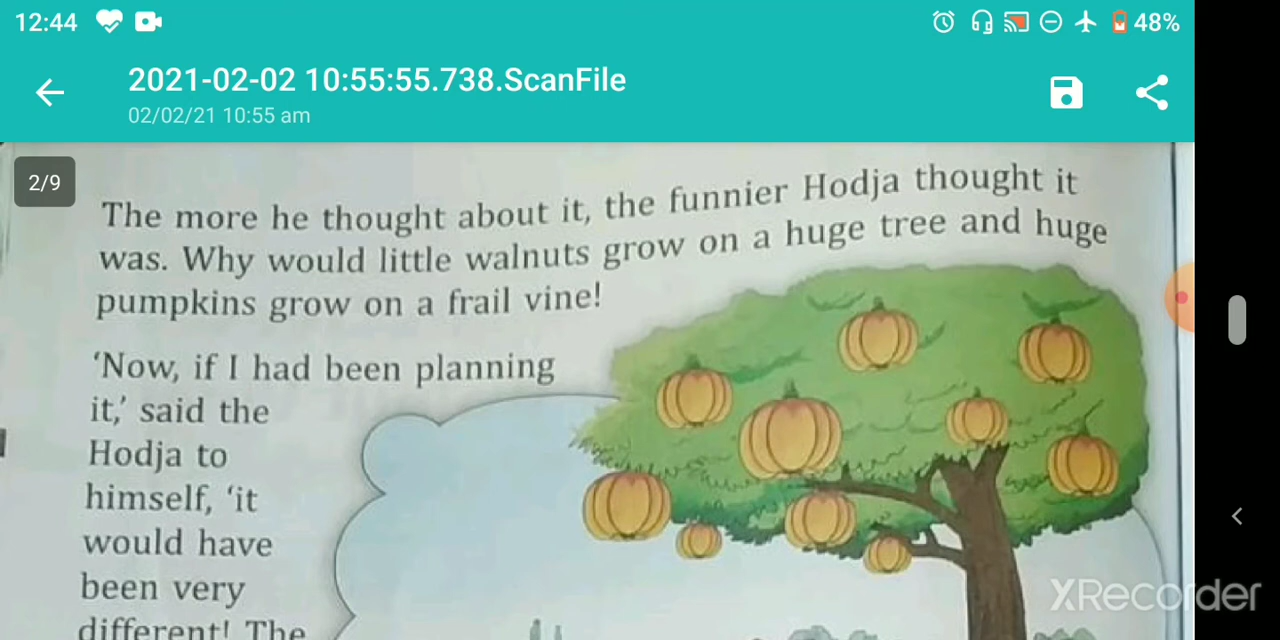 12:44
48%
2021-02-02 10:55:55.738.ScanFile
02/02/21 10:55 am
2/9
The more he thought about it, the funnier Hodja thought it
was. Why would little walnuts grow on a huge tree and huge
pumpkins grow on a frail vine!
‘Now, if I had been planning
it,’ said the
Hodja to
himself, ‘it
would have
been very
different! The
XRecorder